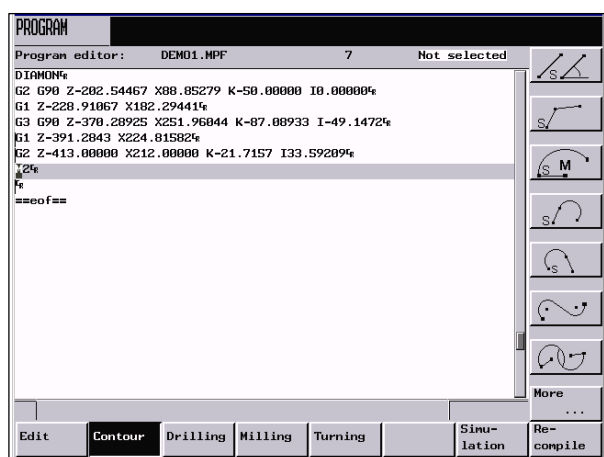 PROGRAM
Program editor: DEMO1.MPF 7 Not selected
DIAMON␊
G2 G90 Z-202.54467 X88.85279 K-50.00000 I0.00000␊
G1 Z-228.91067 X182.29441␊
G3 G90 Z-370.28925 X251.96044 K-87.08933 I-49.1472␊
G1 Z-391.2843 X224.81582␊
G2 Z-413.00000 X212.00000 K-21.7157 I33.59209␊
␊
==eof==
S
S
S M
S
S
More
...
Edit Contour Drilling Milling Turning Simu-
lation Re-
compile